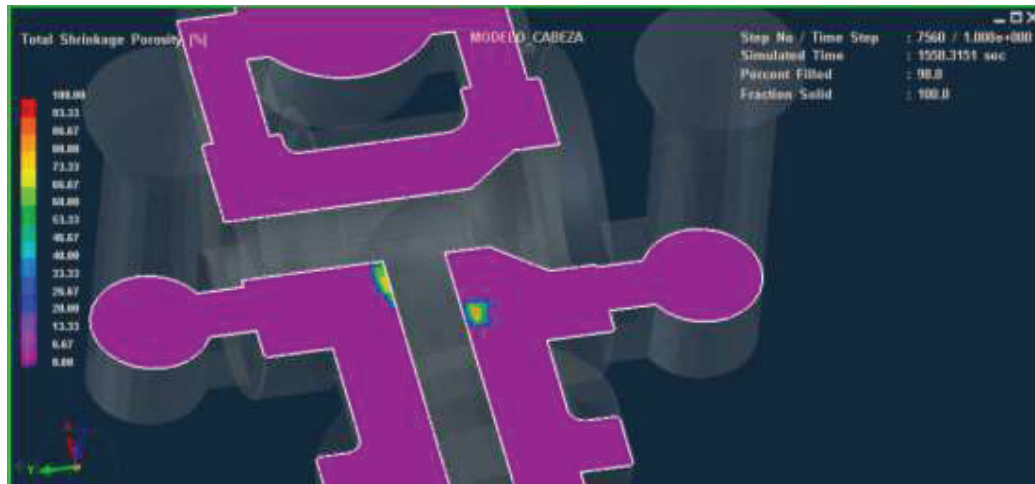 Total Shrinkage Porosity [%]
MODELO_CABEZA
Step No / Time Step : 7560 / 1.000e+000
Simulated Time : 1558.3151 sec
Percent Filled : 98.0
Fraction Solid : 100.0
100.00
93.33
86.67
80.00
73.33
66.67
60.00
53.33
46.67
40.00
33.33
26.67
20.00
13.33
6.67
0.00
Y